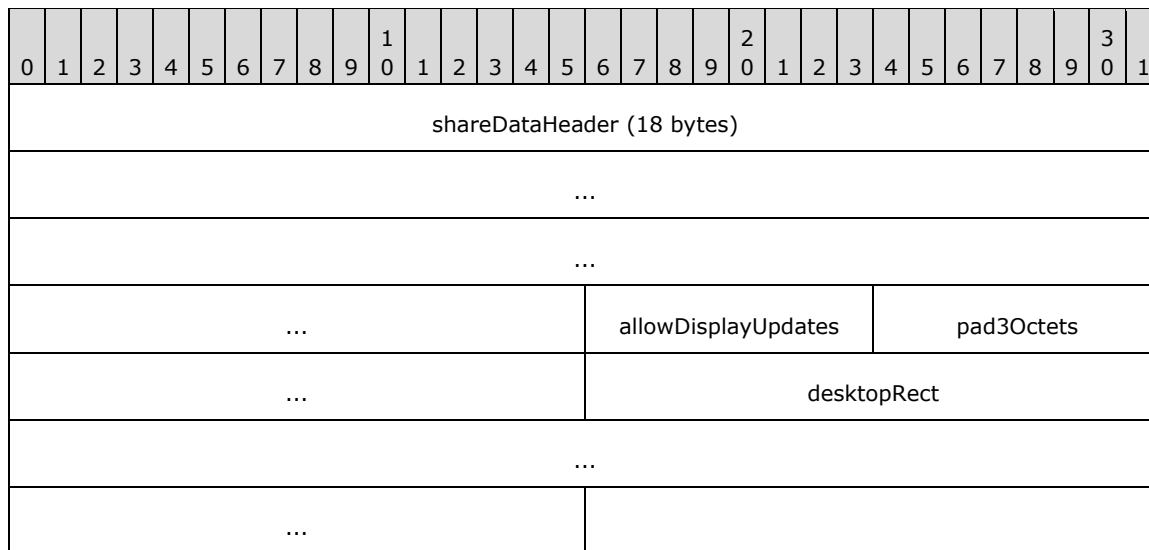 1 2 3
0 1 2 3 4 5 6 7 8 9 0 1 2 3 4 5 6 7 8 9 0 1 2 3 4 5 6 7 8 9 0 1
shareDataHeader (18 bytes)
...
...
... allowDisplayUpdates pad3Octets
... desktopRect
...
...